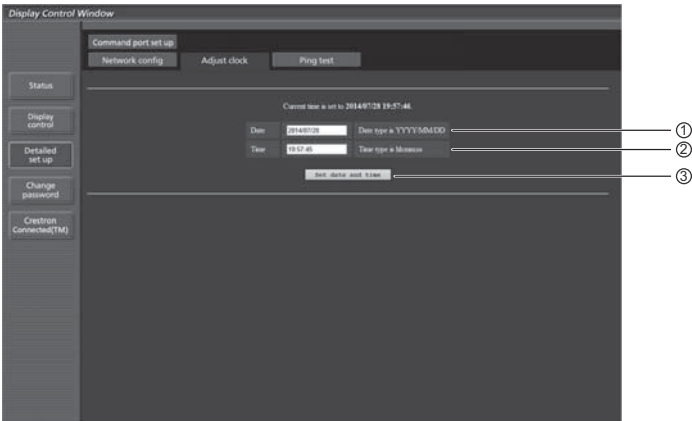 Display Control Window
Command port set up
Network config Adjust clock Ping test
Status
Display
control
Detailed
set up
Change
password
Crestron
Connected(TM)
Current time is set to 2014/07/28 19:57:46.
Date 2014/07/28 Date type is YYYY/MM/DD ①
Time 19:57:45 Time type is hh:mm:ss ②
Set date and time ③